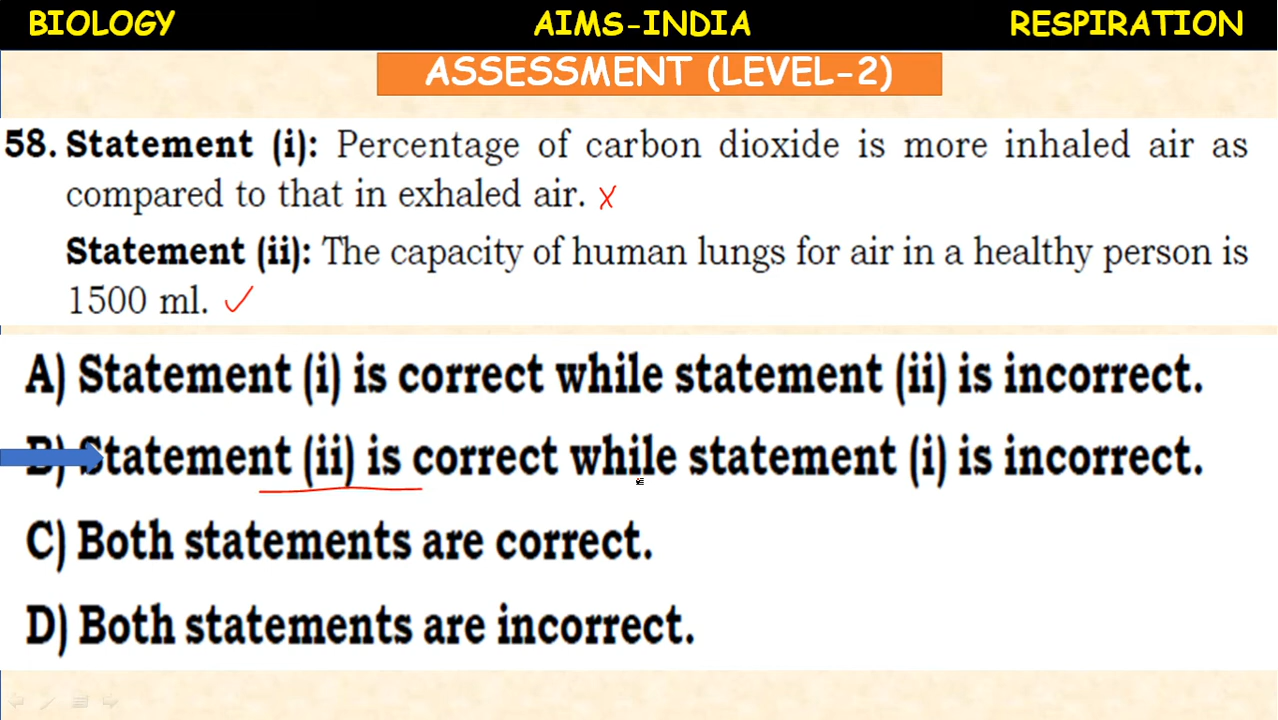 BIOLOGY AIMS-INDIA RESPIRATION
ASSESSMENT (LEVEL-2)
58. Statement (i): Percentage of carbon dioxide is more inhaled air as
compared to that in exhaled air. ✗
Statement (ii): The capacity of human lungs for air in a healthy person is
1500 ml. ✓
A) Statement (i) is correct while statement (ii) is incorrect.
B) Statement (ii) is correct while statement (i) is incorrect.
C) Both statements are correct.
D) Both statements are incorrect.